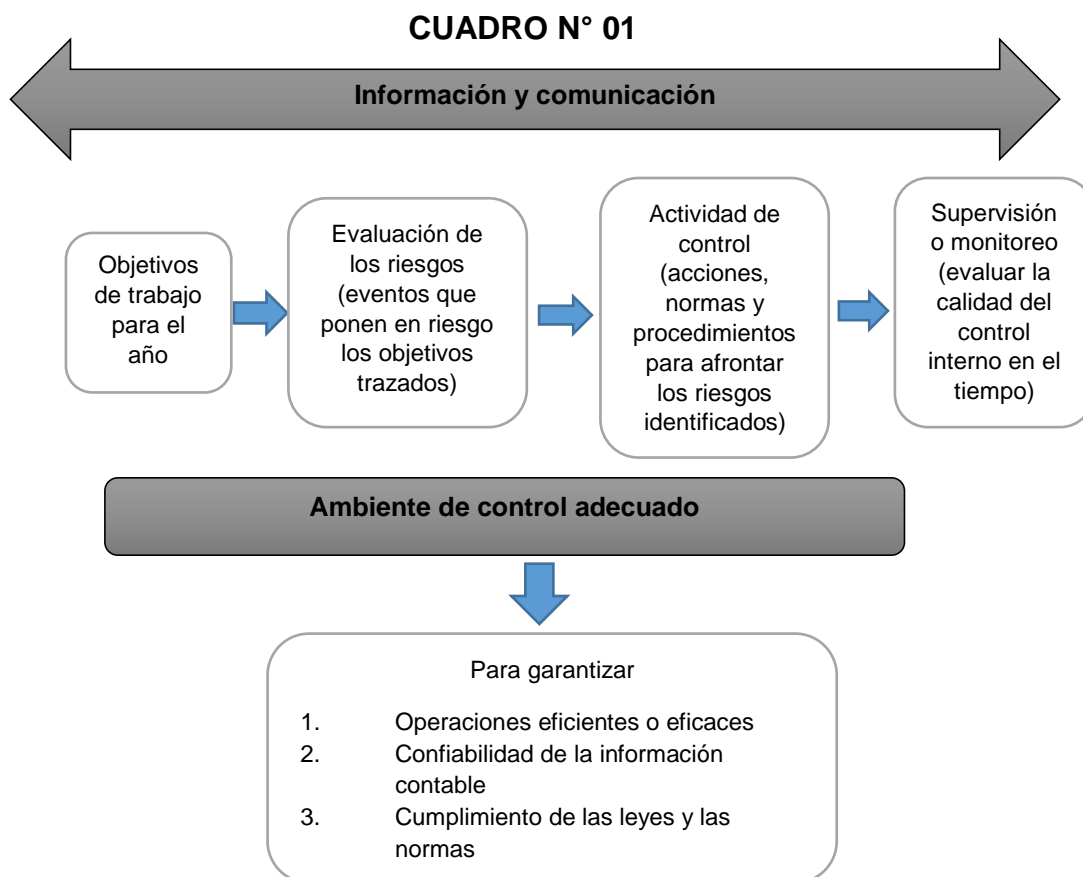 CUADRO N° 01
Información y comunicación
Objetivos
de trabajo
para el
año
Evaluación de
los riesgos
(eventos que
ponen en riesgo
los objetivos
trazados)
Actividad de
control
(acciones,
normas y
procedimientos
para afrontar
los riesgos
identificados)
Supervisión
o monitoreo
(evaluar la
calidad del
control
interno en el
tiempo)
Ambiente de control adecuado
Para garantizar
1. Operaciones eficientes o eficaces
2. Confiabilidad de la información
contable
3. Cumplimiento de las leyes y las
normas